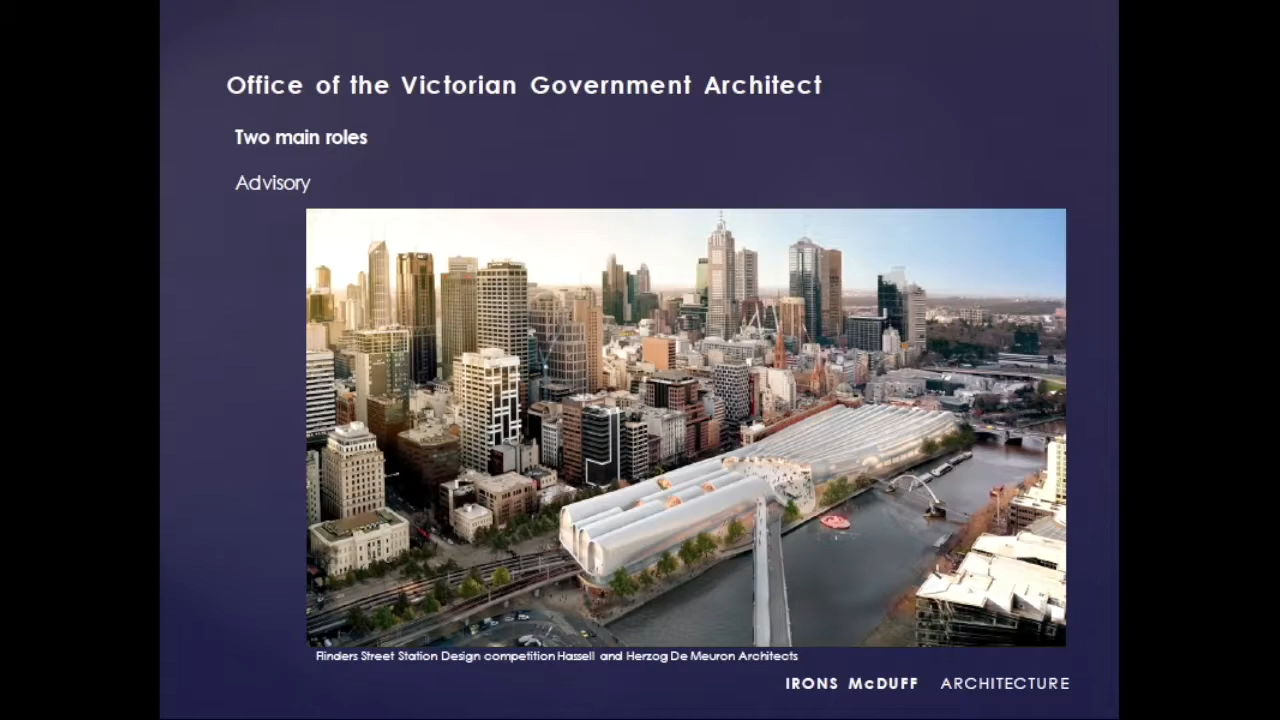 Office of the Victorian Government Architect
Two main roles
Advisory
Flinders Street Station Design competition Hassell and Herzog De Meuron Architects
IRONS McDUFF ARCHITECTURE